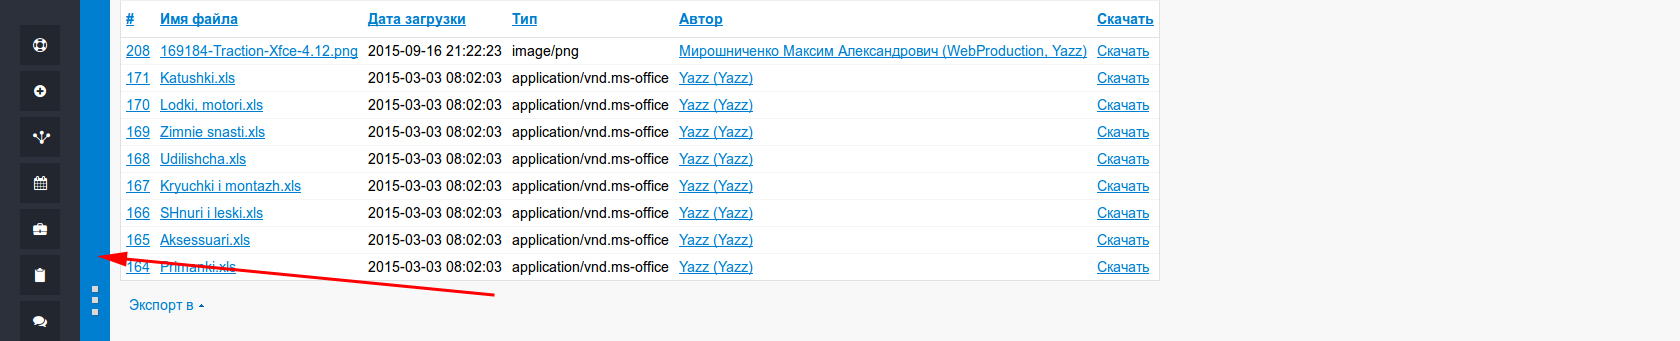 # Имя файла Дата загрузки Тип Автор Скачать
208 169184-Traction-Xfce-4.12.png 2015-09-16 21:22:23 image/png Мирошниченко Максим Александрович (WebProduction, Yazz) Скачать
171 Katushki.xls 2015-03-03 08:02:03 application/vnd.ms-office Yazz (Yazz) Скачать
170 Lodki, motori.xls 2015-03-03 08:02:03 application/vnd.ms-office Yazz (Yazz) Скачать
169 Zimnie snasti.xls 2015-03-03 08:02:03 application/vnd.ms-office Yazz (Yazz) Скачать
168 Udilishcha.xls 2015-03-03 08:02:03 application/vnd.ms-office Yazz (Yazz) Скачать
167 Kryuchki i montazh.xls 2015-03-03 08:02:03 application/vnd.ms-office Yazz (Yazz) Скачать
166 SHnuri i leski.xls 2015-03-03 08:02:03 application/vnd.ms-office Yazz (Yazz) Скачать
165 Aksessuari.xls 2015-03-03 08:02:03 application/vnd.ms-office Yazz (Yazz) Скачать
164 Primanki.xls 2015-03-03 08:02:03 application/vnd.ms-office Yazz (Yazz) Скачать
Экспорт в